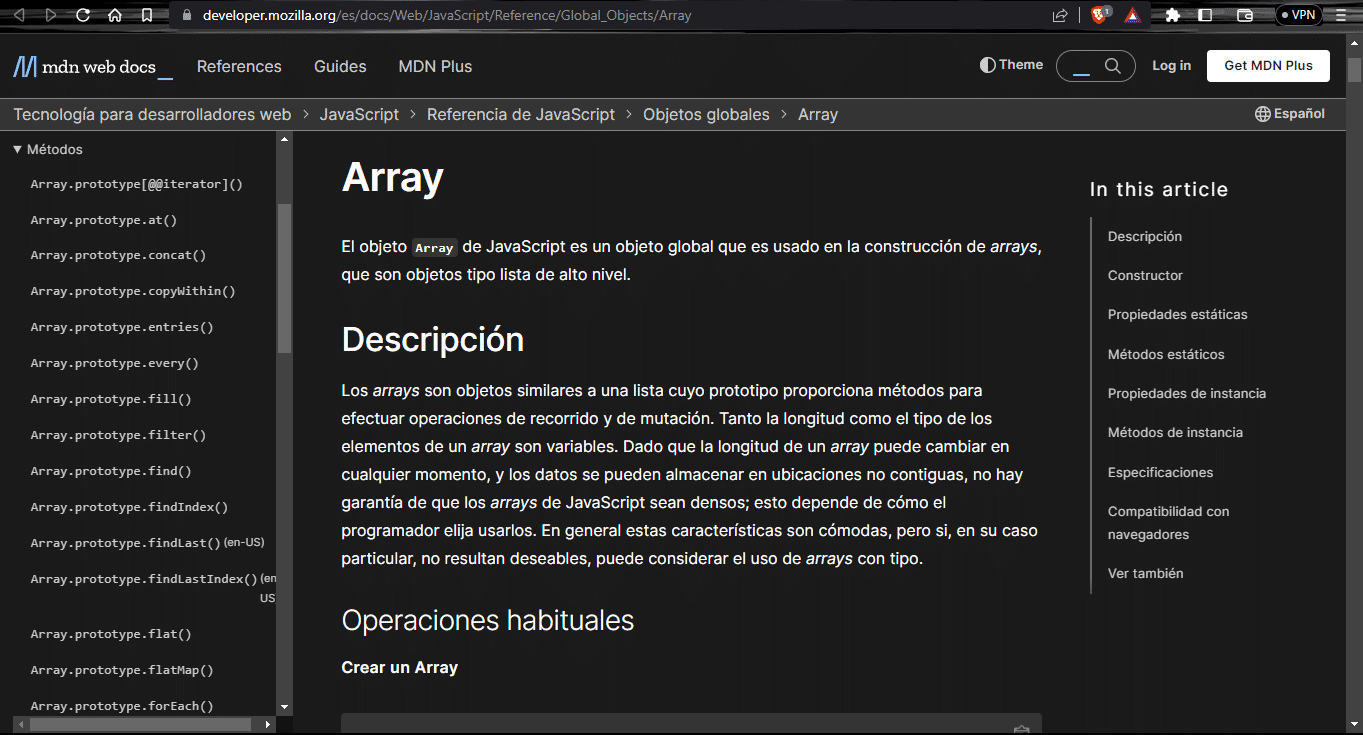 developer.mozilla.org/es/docs/Web/JavaScript/Reference/Global_Objects/Array
1
VPN
mdn web docs
References
Guides
MDN Plus
Theme
Log in
Get MDN Plus
Tecnología para desarrolladores web > JavaScript > Referencia de JavaScript > Objetos globales > Array
Español
Métodos
Array.prototype[@@iterator]()
Array.prototype.at()
Array.prototype.concat()
Array.prototype.copyWithin()
Array.prototype.entries()
Array.prototype.every()
Array.prototype.fill()
Array.prototype.filter()
Array.prototype.find()
Array.prototype.findIndex()
Array.prototype.findLast() (en-US)
Array.prototype.findLastIndex() (en
US
Array.prototype.flat()
Array.prototype.flatMap()
Array.prototype.forEach()
Array
El objeto Array de JavaScript es un objeto global que es usado en la construcción de arrays,
que son objetos tipo lista de alto nivel.
Descripción
Los arrays son objetos similares a una lista cuyo prototipo proporciona métodos para
efectuar operaciones de recorrido y de mutación. Tanto la longitud como el tipo de los
elementos de un array son variables. Dado que la longitud de un array puede cambiar en
cualquier momento, y los datos se pueden almacenar en ubicaciones no contiguas, no hay
garantía de que los arrays de JavaScript sean densos; esto depende de cómo el
programador elija usarlos. En general estas características son cómodas, pero si, en su caso
particular, no resultan deseables, puede considerar el uso de arrays con tipo.
Operaciones habituales
Crear un Array
In this article
Descripción
Constructor
Propiedades estáticas
Métodos estáticos
Propiedades de instancia
Métodos de instancia
Especificaciones
Compatibilidad con
navegadores
Ver también